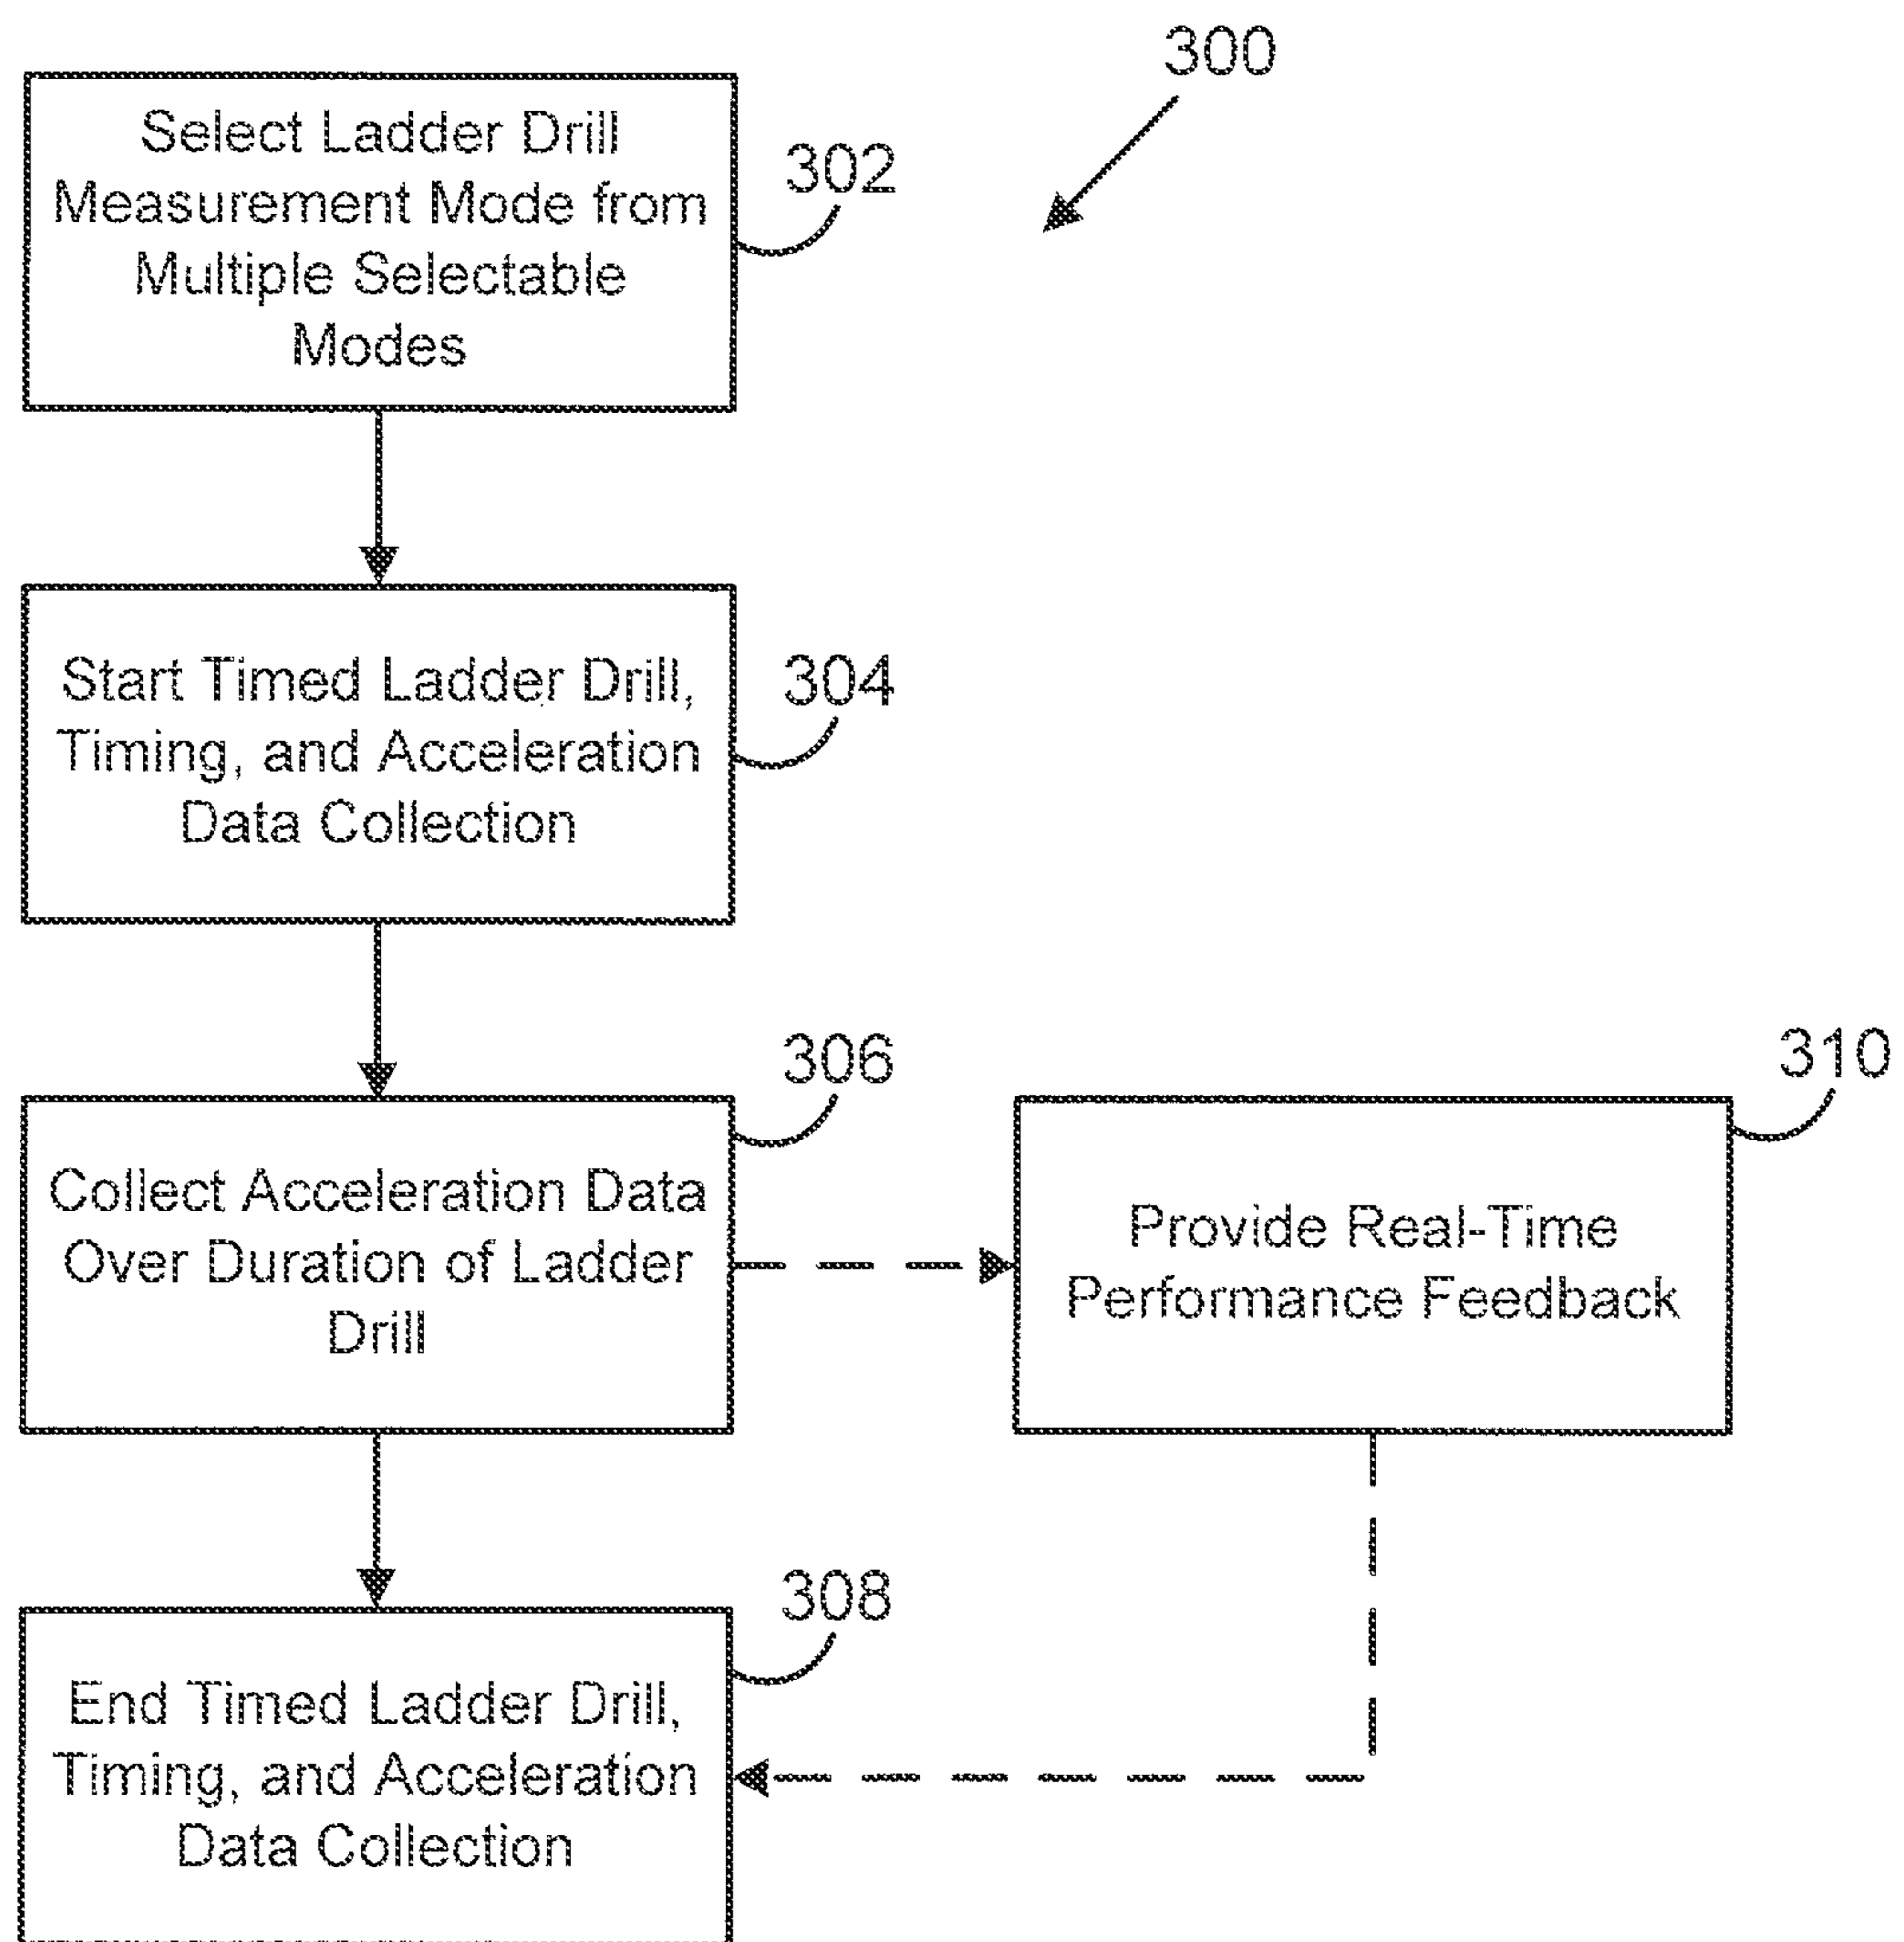 300
Select Ladder Drill
Measurement Mode from
Multiple Selectable
Modes
302
Start Timed Ladder Drill,
Timing, and Acceleration
Data Collection
304
Collect Acceleration Data
Over Duration of Ladder
Drill
306
Provide Real-Time
Performance Feedback
310
End Timed Ladder Drill,
Timing, and Acceleration
Data Collection
308